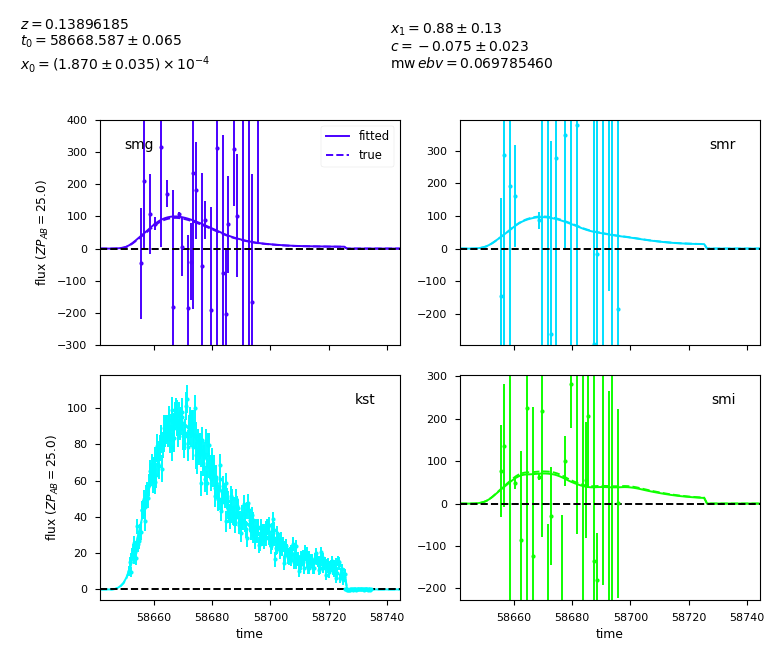 z = 0.13896185
t₀ = 58668.587 ± 0.065
x₀ = (1.870 ± 0.035) × 10⁻⁴
x₁ = 0.88 ± 0.13
c = −0.075 ± 0.023
mw ebv = 0.069785460
smg
fitted
true
400
300
200
100
0
−100
−200
−300
flux (ZP_AB = 25.0)
smr
300
200
100
0
−100
−200
kst
100
80
60
40
20
0
flux (ZP_AB = 25.0)
58660 58680 58700 58720 58740
time
smi
300
200
100
0
−100
−200
58660 58680 58700 58720 58740
time